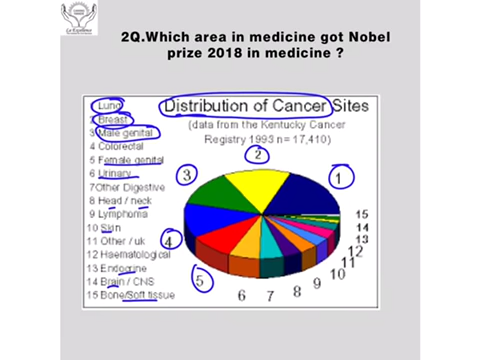 2Q.Which area in medicine got Nobel
prize 2018 in medicine ?
Lung
2 Breast
3 Male genital
4 Colorectal
5 Female genital
6 Urinary
7Other Digestive
8 Head / neck
9 Lymphoma
10 Skin
11 Other / uk
12 Haematological
13 Endocrine
14 Brain / CNS
15 Bone/Soft tissue
Distribution of Cancer Sites
(data from the Kentucky Cancer
Registry 1993 n= 17,410)
1
2
3
4
5
6
7
8
9
10
11
12
13
14
15